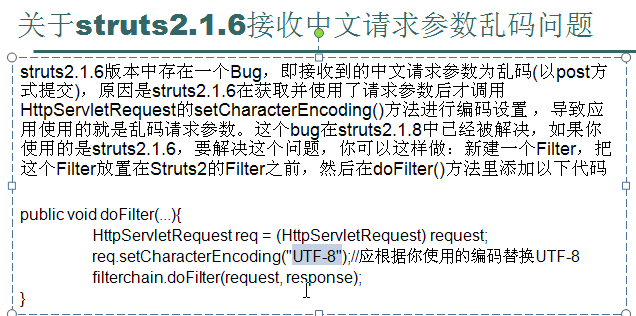 关于struts2.1.6接收中文请求参数乱码问题
struts2.1.6版本中存在一个Bug，即接收到的中文请求参数为乱码(以post方
式提交)，原因是struts2.1.6在获取并使用了请求参数后才调用
HttpServletRequest的setCharacterEncoding()方法进行编码设置 ，导致应
用使用的就是乱码请求参数。这个bug在struts2.1.8中已经被解决，如果你
使用的是struts2.1.6，要解决这个问题，你可以这样做：新建一个Filter，把
这个Filter放置在Struts2的Filter之前，然后在doFilter()方法里添加以下代码
public void doFilter(...){
HttpServletRequest req = (HttpServletRequest) request;
req.setCharacterEncoding("UTF-8");//应根据你使用的编码替换UTF-8
filterchain.doFilter(request, response);
}